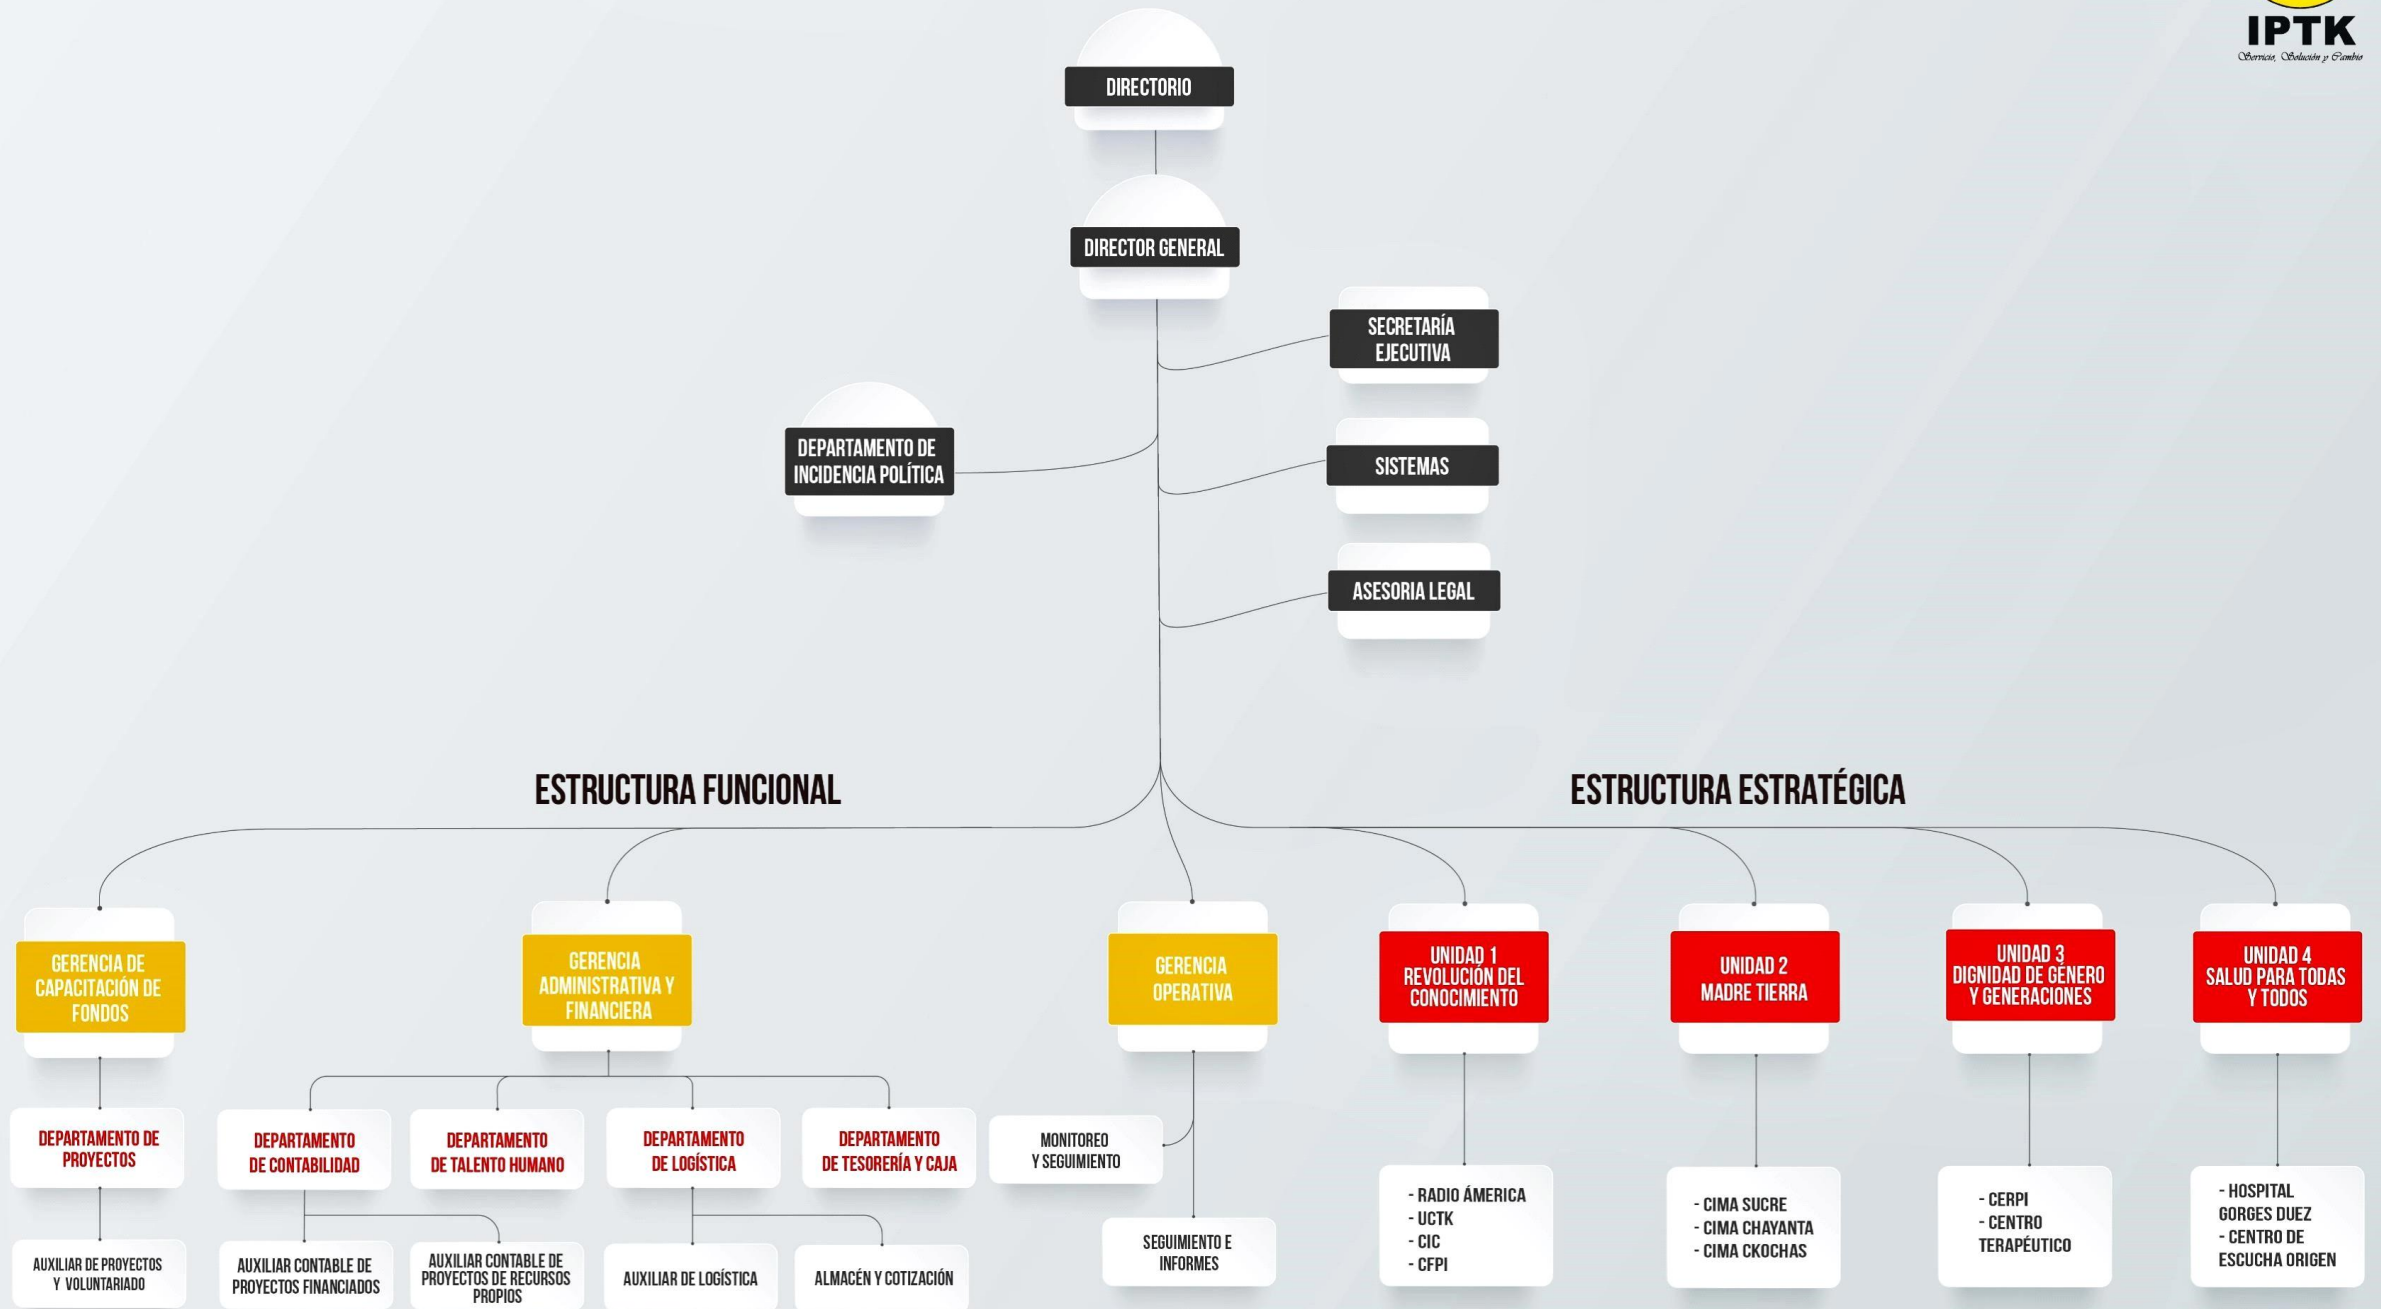 IPTK
Servicio, Solución y Cambio
DIRECTORIO
DIRECTOR GENERAL
SECRETARÍA
EJECUTIVA
DEPARTAMENTO DE
INCIDENCIA POLÍTICA
SISTEMAS
ASESORIA LEGAL
ESTRUCTURA FUNCIONAL
ESTRUCTURA ESTRATÉGICA
GERENCIA DE
CAPACITACIÓN DE
FONDOS
GERENCIA
ADMINISTRATIVA Y
FINANCIERA
GERENCIA
OPERATIVA
UNIDAD 1
REVOLUCIÓN DEL
CONOCIMIENTO
UNIDAD 2
MADRE TIERRA
UNIDAD 3
DIGNIDAD DE GÉNERO
Y GENERACIONES
UNIDAD 4
SALUD PARA TODAS
Y TODOS
DEPARTAMENTO DE
PROYECTOS
DEPARTAMENTO
DE CONTABILIDAD
DEPARTAMENTO
DE TALENTO HUMANO
DEPARTAMENTO
DE LOGÍSTICA
DEPARTAMENTO
DE TESORERÍA Y CAJA
MONITOREO
Y SEGUIMIENTO
AUXILIAR DE PROYECTOS
Y VOLUNTARIADO
AUXILIAR CONTABLE DE
PROYECTOS FINANCIADOS
AUXILIAR CONTABLE DE
PROYECTOS DE RECURSOS
PROPIOS
AUXILIAR DE LOGÍSTICA
ALMACÉN Y COTIZACIÓN
SEGUIMIENTO E
INFORMES
- RADIO ÁMERICA
- UCTK
- CIC
- CFPI
- CIMA SUCRE
- CIMA CHAYANTA
- CIMA CKOCHAS
- CERPI
- CENTRO
TERAPÉUTICO
- HOSPITAL
GORGES DUEZ
- CENTRO DE
ESCUCHA ORIGEN